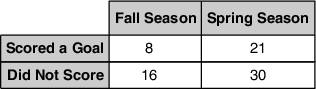 Fall Season Spring Season
Scored a Goal 8 21
Did Not Score 16 30